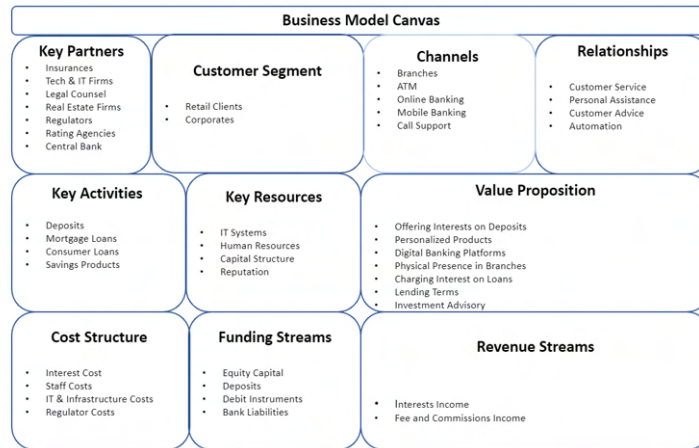 Business Model Canvas
Key Partners
• Insurances
• Tech & IT Firms
• Legal Counsel
• Real Estate Firms
• Regulators
• Rating Agencies
• Central Bank
Customer Segment
• Retail Clients
• Corporates
Channels
• Branches
• ATM
• Online Banking
• Mobile Banking
• Call Support
Relationships
• Customer Service
• Personal Assistance
• Customer Advice
• Automation
Key Activities
• Deposits
• Mortgage Loans
• Consumer Loans
• Savings Products
Key Resources
• IT Systems
• Human Resources
• Capital Structure
• Reputation
Value Proposition
• Offering Interests on Deposits
• Personalized Products
• Digital Banking Platforms
• Physical Presence in Branches
• Charging Interest on Loans
• Lending Terms
• Investment Advisory
Cost Structure
• Interest Cost
• Staff Costs
• IT & Infrastructure Costs
• Regulator Costs
Funding Streams
• Equity Capital
• Deposits
• Debit Instruments
• Bank Liabilities
Revenue Streams
• Interests Income
• Fee and Commissions Income